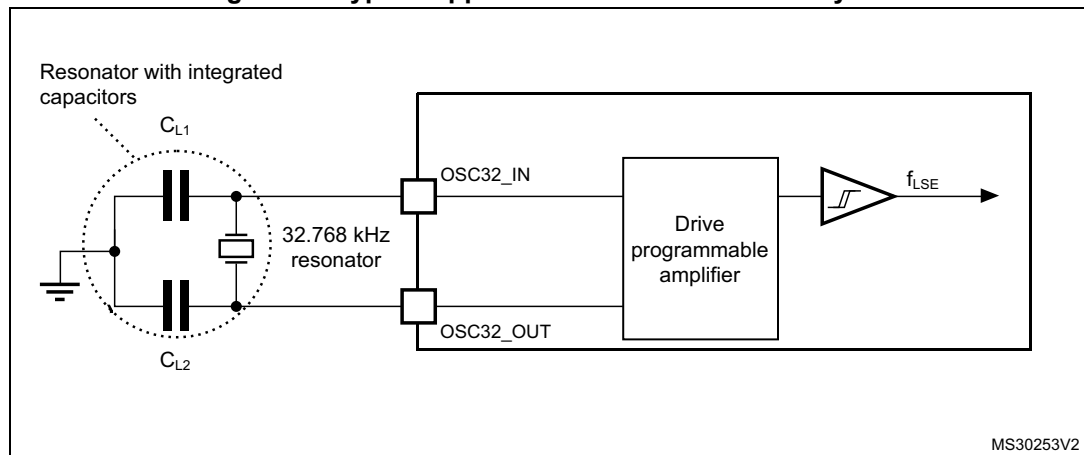 Resonator with integrated
capacitors
C_L1
OSC32_IN
f_LSE
32.768 kHz
resonator
Drive
programmable
amplifier
OSC32_OUT
C_L2
MS30253V2